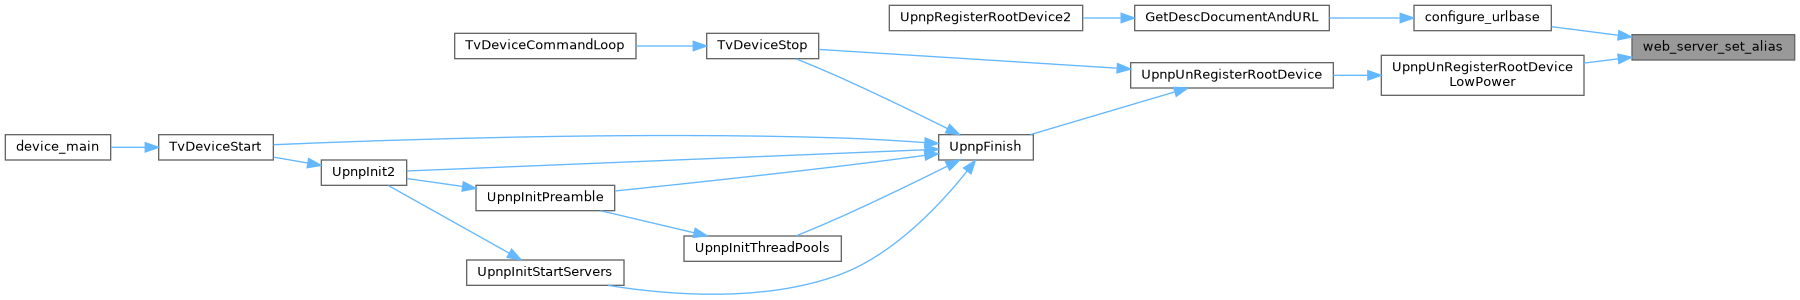 UpnpRegisterRootDevice2
GetDescDocumentAndURL
configure_urlbase
TvDeviceCommandLoop
TvDeviceStop
web_server_set_alias
UpnpUnRegisterRootDevice
UpnpUnRegisterRootDevice
LowPower
device_main
TvDeviceStart
UpnpFinish
UpnpInit2
UpnpInitPreamble
UpnpInitThreadPools
UpnpInitStartServers